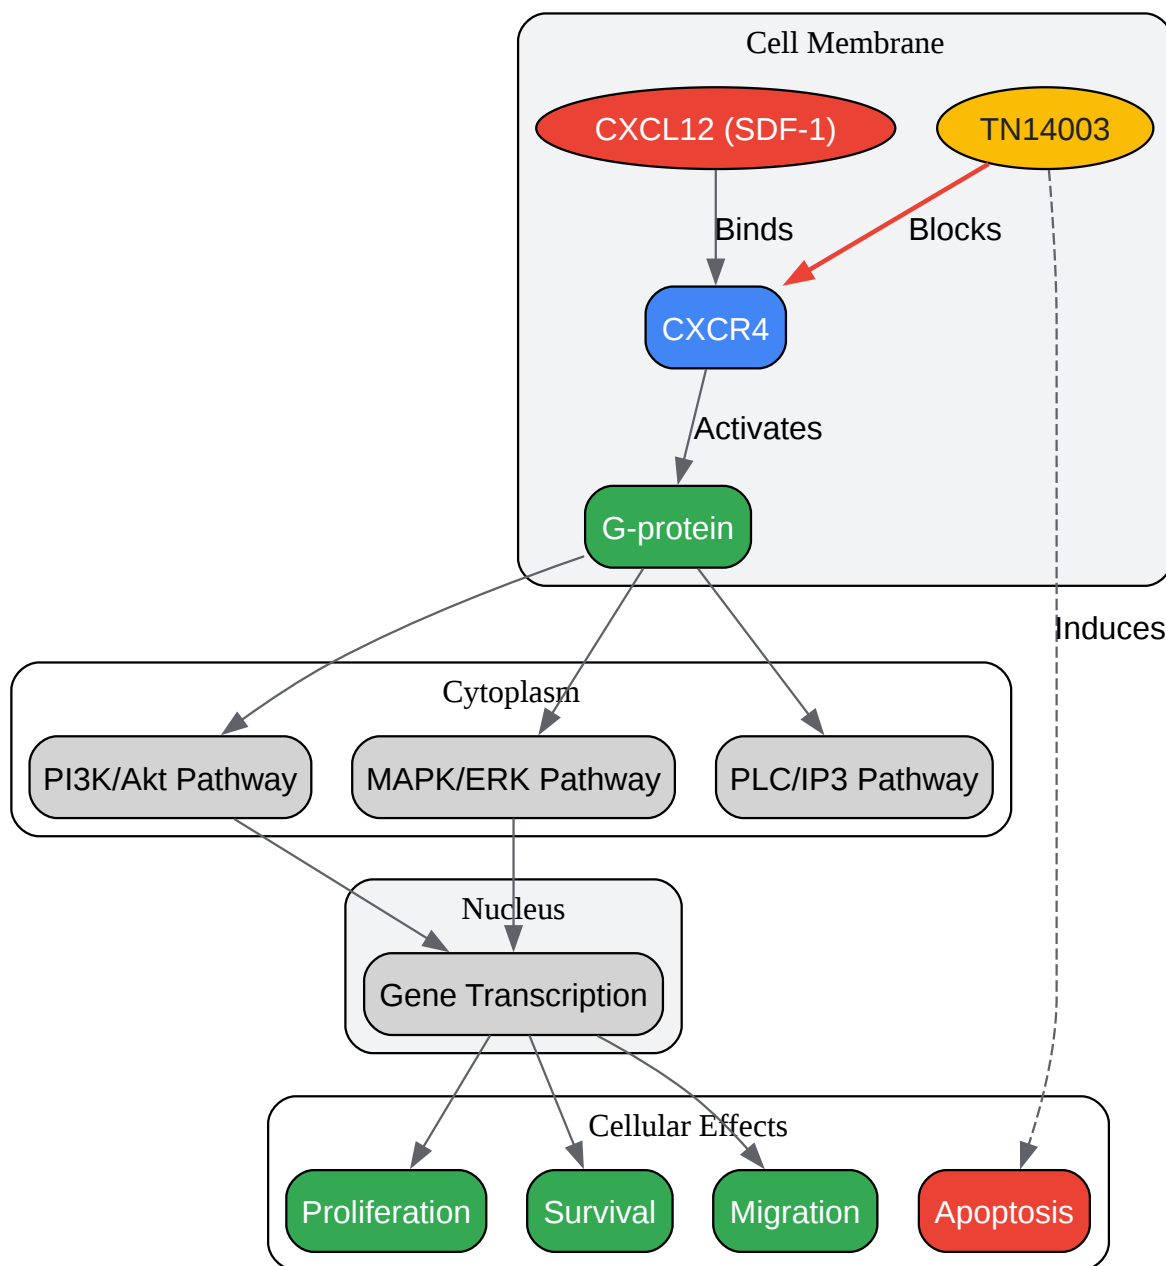 Cell Membrane
CXCL12 (SDF-1)
TN14003
Binds
Blocks
CXCR4
Activates
G-protein
Induces
Cytoplasm
PI3K/Akt Pathway
MAPK/ERK Pathway
PLC/IP3 Pathway
Nucleus
Gene Transcription
Cellular Effects
Proliferation
Survival
Migration
Apoptosis